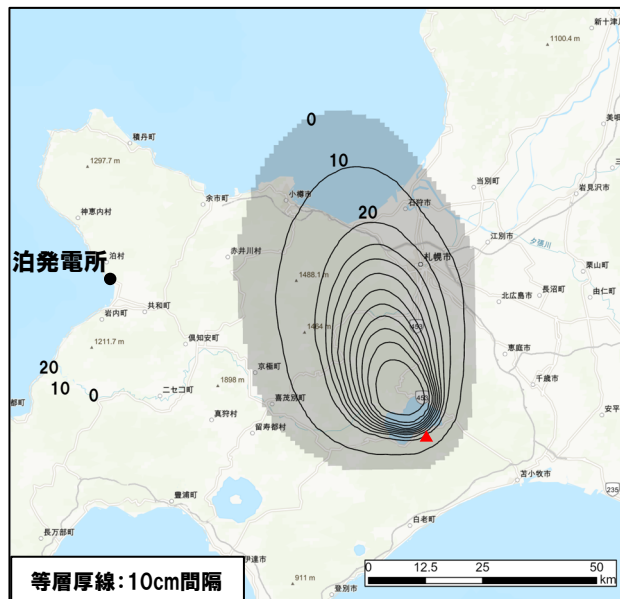 新十津川
1100.4 m
美唄
積丹町
1297.7 m
0
10
当別町
三
岩見沢市
神恵内村
余市町
小樽市
石狩市
20
江別市
夕張川
泊発電所
泊村
赤井川村
札幌市
栗山町
1488.1 m
由仁町
長沼町
北広島市
共和町
岩内町
1464 m
453
1211.7 m
倶知安町
恵庭市
20
10
0
京極町
千歳市
ニセコ町
1898 m
喜茂別町
453
都町
真狩村
安平
留寿都村
苫小牧市
235
豊浦町
白老町
長万部町
伊達市
911 m
登別市
等層厚線:10cm間隔
0
12.5
25
50
km